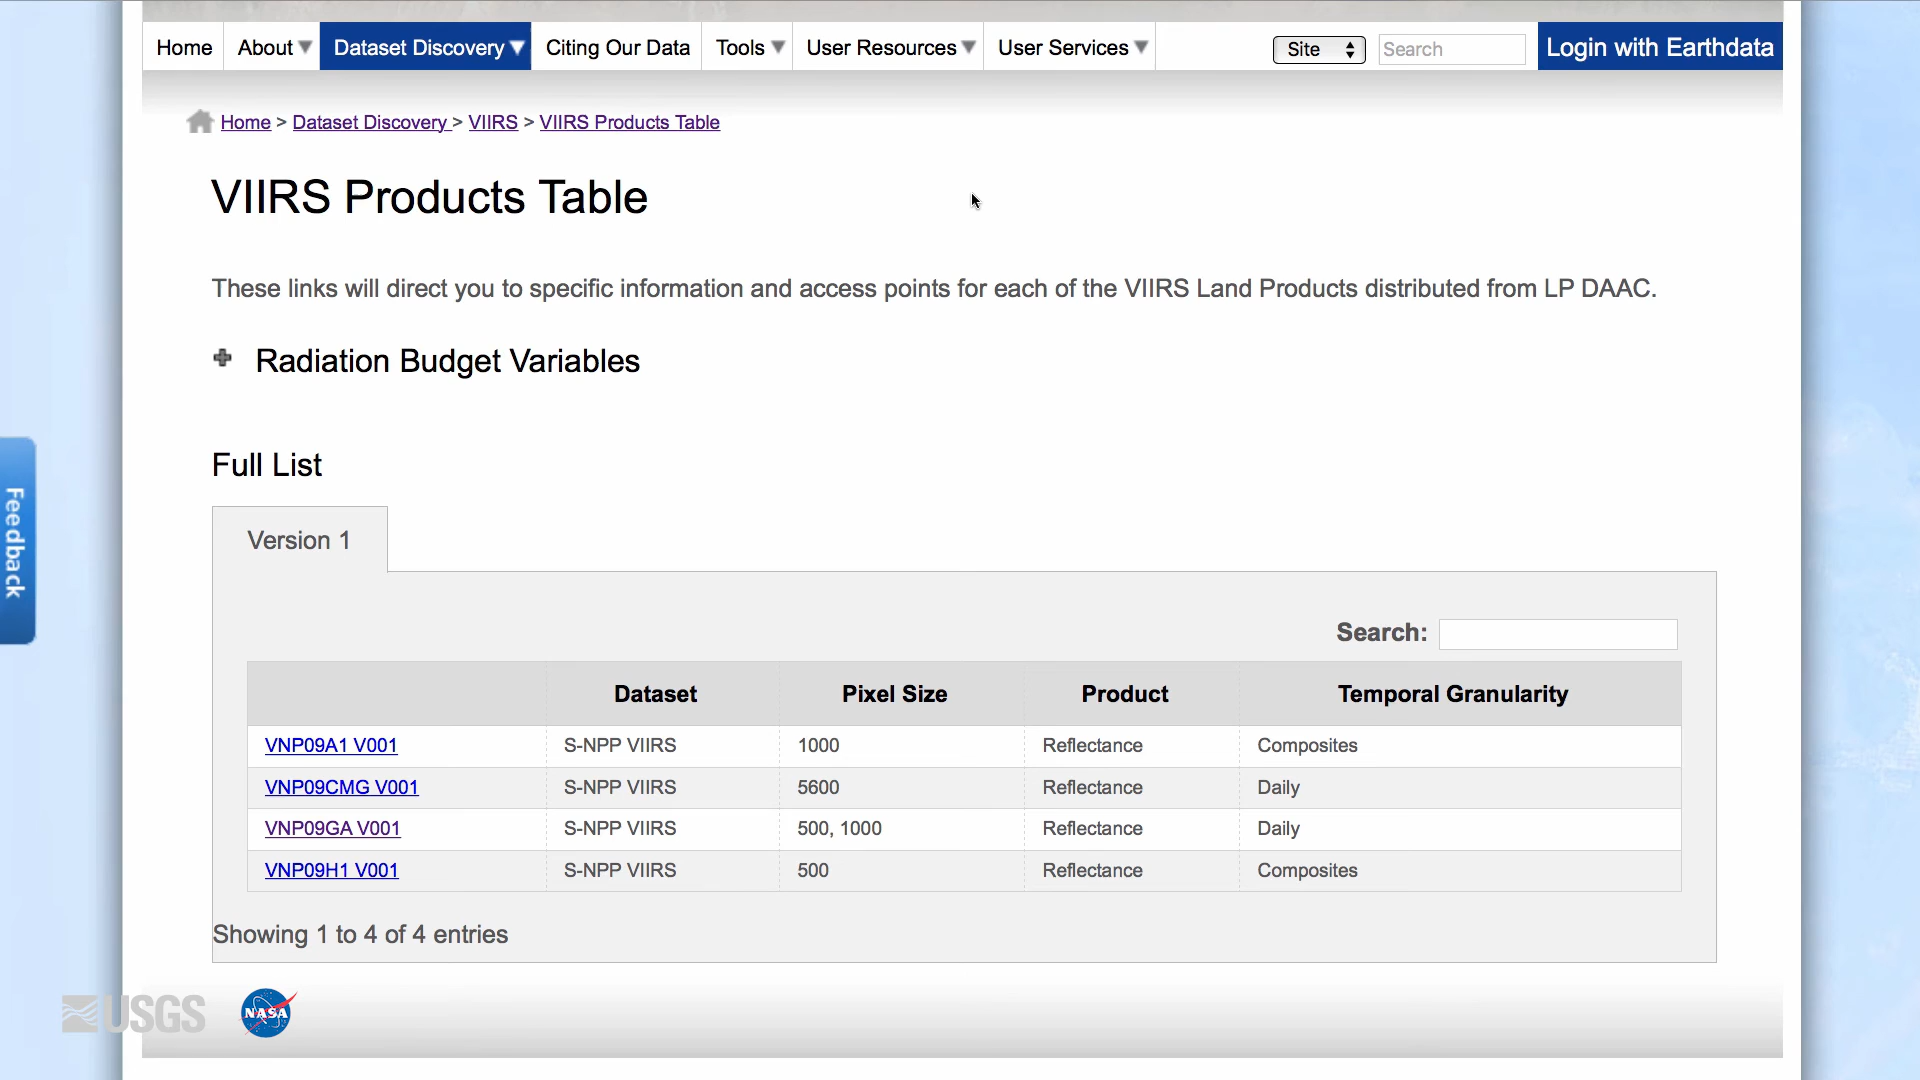 Home About Dataset Discovery Citing Our Data Tools User Resources User Services Site Search Login with Earthdata
Home > Dataset Discovery > VIIRS > VIIRS Products Table
VIIRS Products Table
These links will direct you to specific information and access points for each of the VIIRS Land Products distributed from LP DAAC.
Radiation Budget Variables
Full List
Feedback
Version 1
Search:
Dataset Pixel Size Product Temporal Granularity
VNP09A1 V001 S-NPP VIIRS 1000 Reflectance Composites
VNP09CMG V001 S-NPP VIIRS 5600 Reflectance Daily
VNP09GA V001 S-NPP VIIRS 500, 1000 Reflectance Daily
VNP09H1 V001 S-NPP VIIRS 500 Reflectance Composites
Showing 1 to 4 of 4 entries
USGS NASA